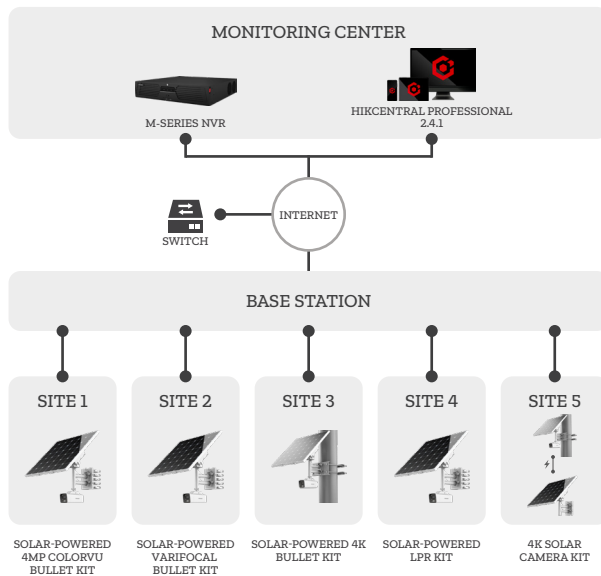 MONITORING CENTER
M-SERIES NVR
HIKCENTRAL PROFESSIONAL
2.4.1
INTERNET
SWITCH
BASE STATION
SITE 1
SITE 2
SITE 3
SITE 4
SITE 5
SOLAR-POWERED
4MP COLORVU
BULLET KIT
SOLAR-POWERED
VARIFOCAL
BULLET KIT
SOLAR-POWERED 4K
BULLET KIT
SOLAR-POWERED
LPR KIT
4K SOLAR
CAMERA KIT